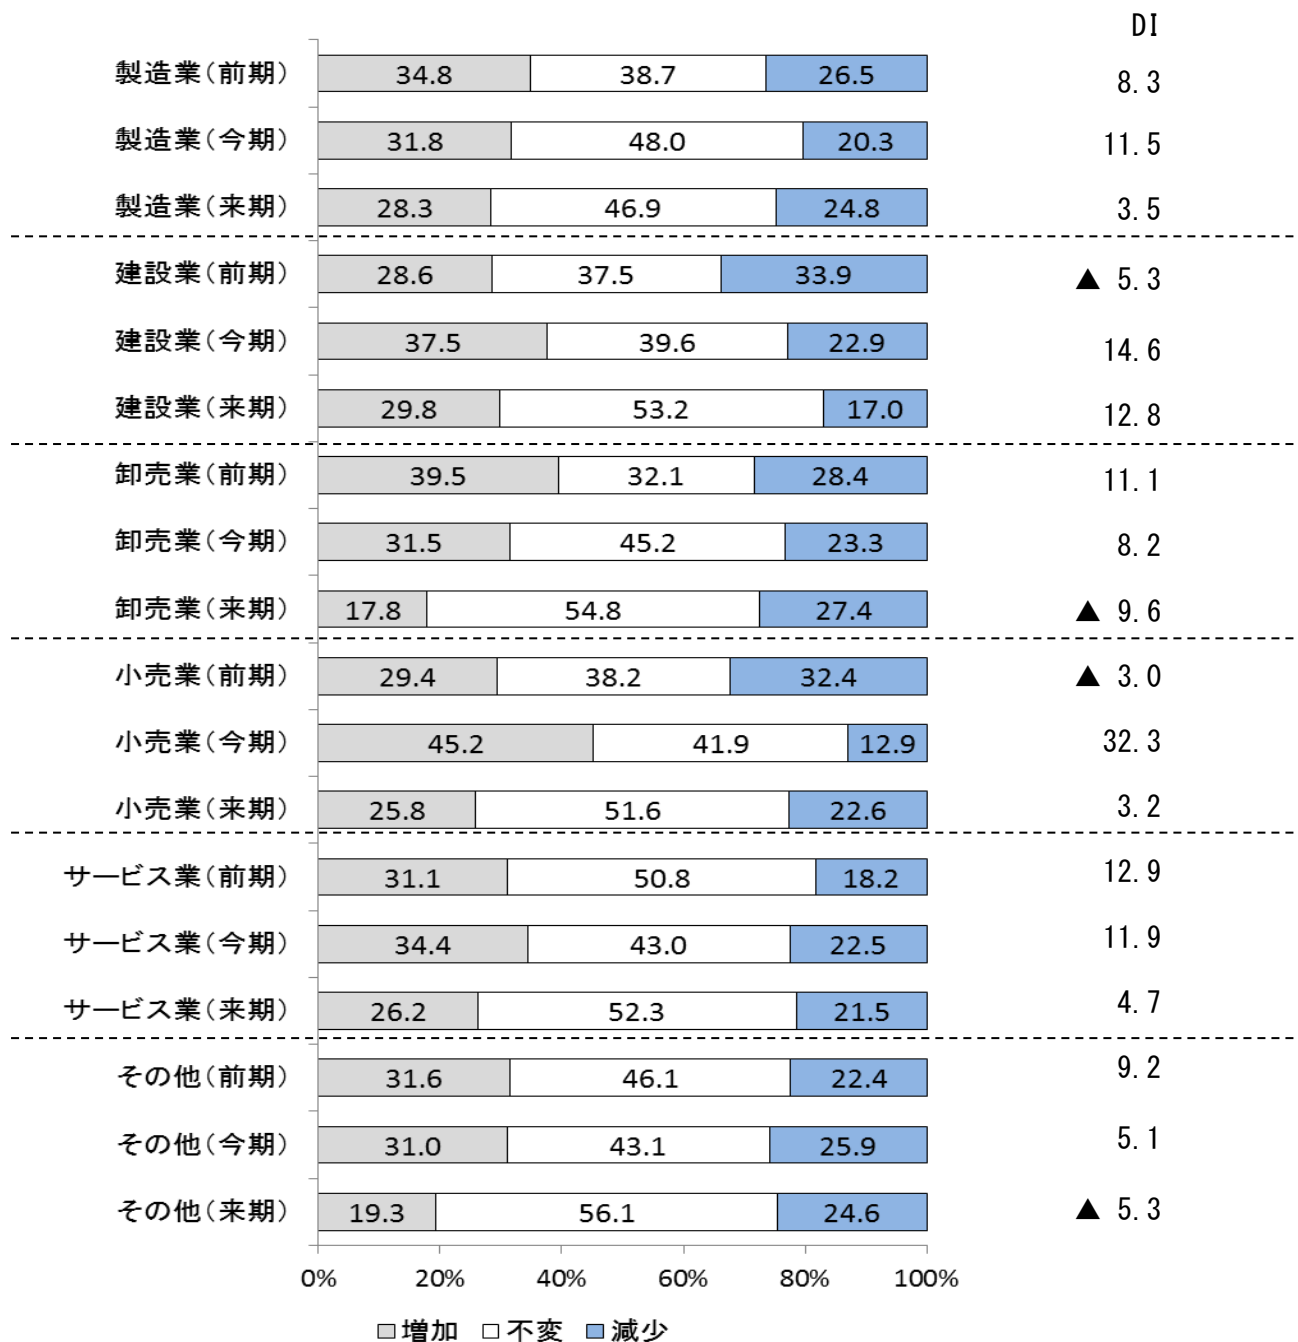 DI
製造業(前期) 34.8 38.7 26.5 8.3
製造業(今期) 31.8 48.0 20.3 11.5
製造業(来期) 28.3 46.9 24.8 3.5
建設業(前期) 28.6 37.5 33.9 ▲ 5.3
建設業(今期) 37.5 39.6 22.9 14.6
建設業(来期) 29.8 53.2 17.0 12.8
卸売業(前期) 39.5 32.1 28.4 11.1
卸売業(今期) 31.5 45.2 23.3 8.2
卸売業(来期) 17.8 54.8 27.4 ▲ 9.6
小売業(前期) 29.4 38.2 32.4 ▲ 3.0
小売業(今期) 45.2 41.9 12.9 32.3
小売業(来期) 25.8 51.6 22.6 3.2
サービス業(前期) 31.1 50.8 18.2 12.9
サービス業(今期) 34.4 43.0 22.5 11.9
サービス業(来期) 26.2 52.3 21.5 4.7
その他(前期) 31.6 46.1 22.4 9.2
その他(今期) 31.0 43.1 25.9 5.1
その他(来期) 19.3 56.1 24.6 ▲ 5.3
0% 20% 40% 60% 80% 100%
増加 不変 減少